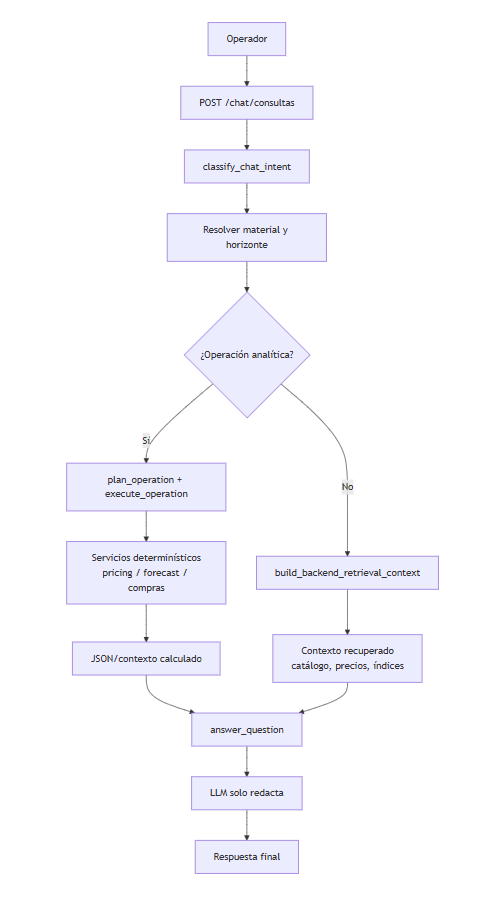 Operador
POST /chat/consultas
classify_chat_intent
Resolver material y
horizonte
¿Operación analítica?
Sí
No
plan_operation +
execute_operation
Servicios determinísticos
pricing / forecast /
compras
build_backend_retrieval_context
JSON/contexto calculado
Contexto recuperado
catálogo, precios, índices
answer_question
LLM solo redacta
Respuesta final